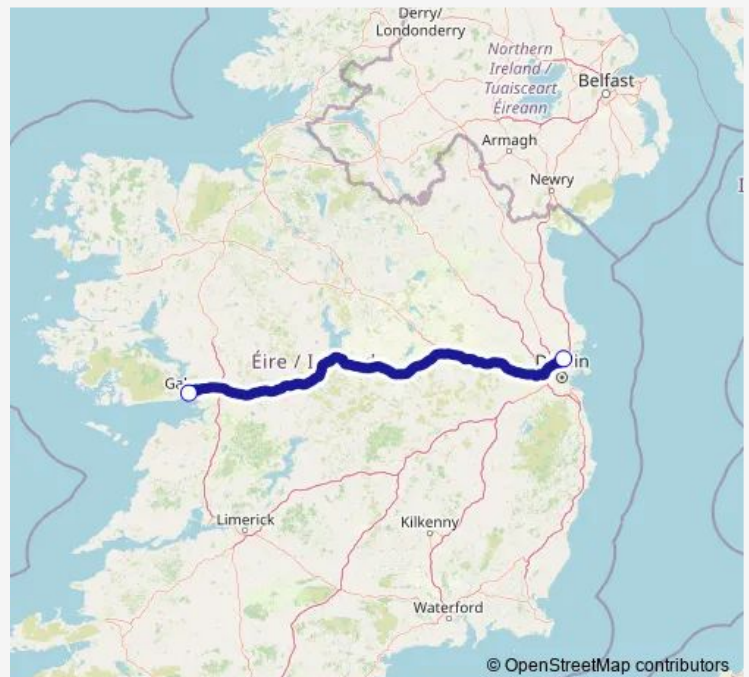 Derry/
Londonderry
Northern
Ireland /
Tuaisceart
Éireann
Belfast
Armagh
Newry
Éire /
Limerick
Kilkenny
Waterford
© OpenStreetMap contributors